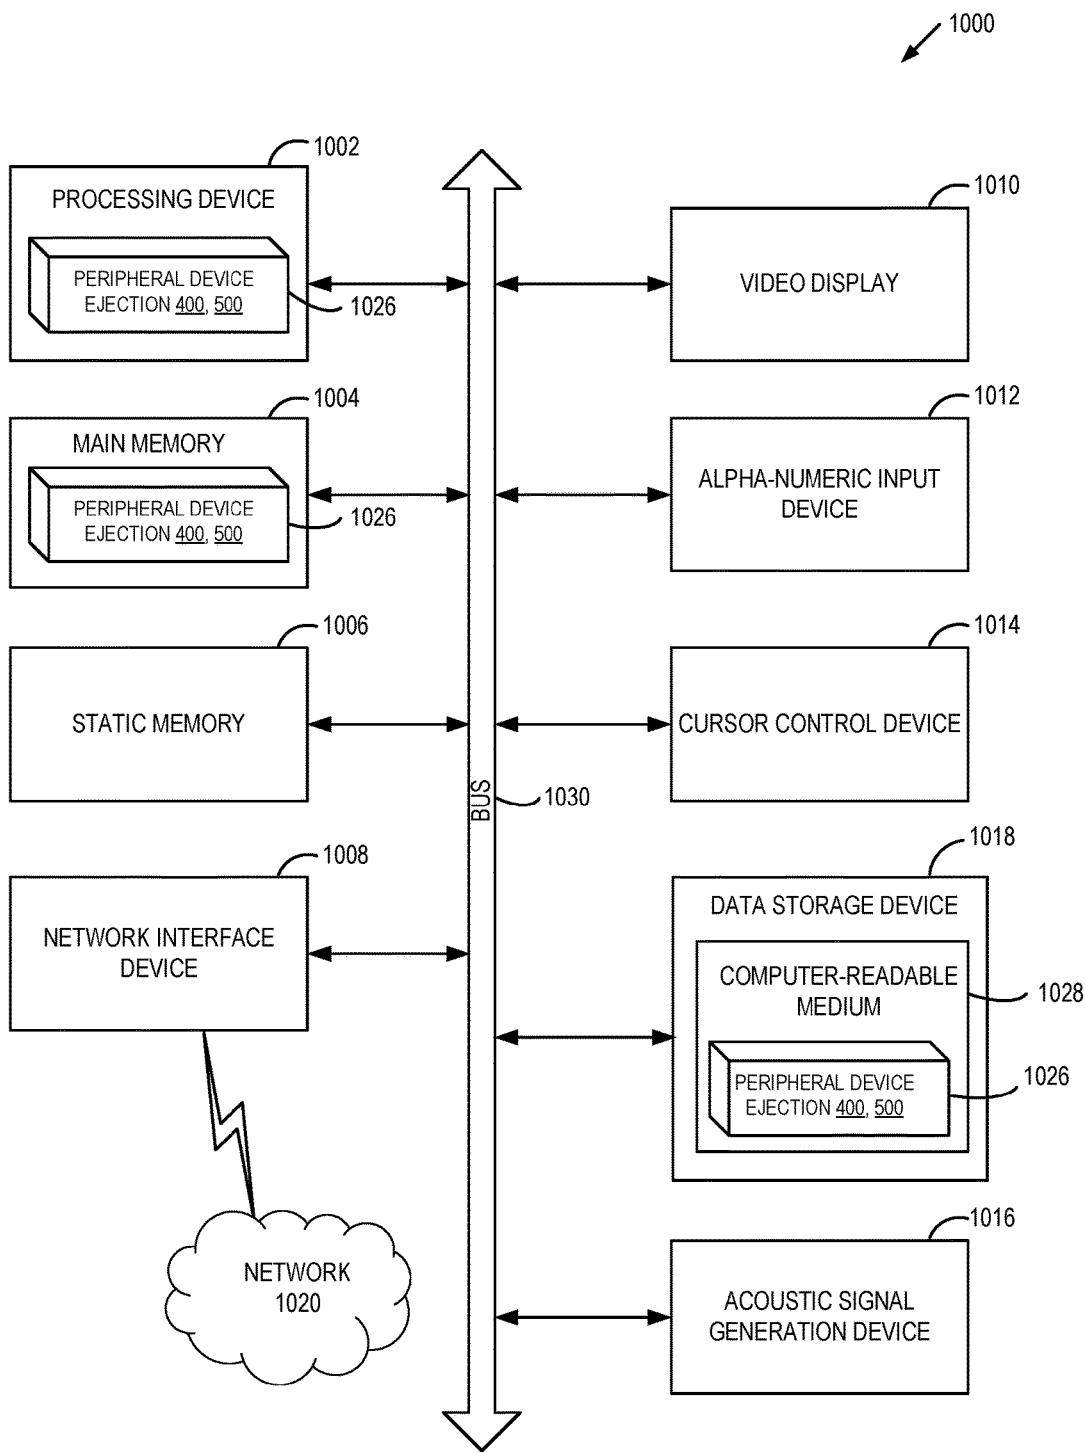 1000
1002
PROCESSING DEVICE
PERIPHERAL DEVICE
EJECTION 400, 500
1026
1004
MAIN MEMORY
PERIPHERAL DEVICE
EJECTION 400, 500
1026
1006
STATIC MEMORY
1008
NETWORK INTERFACE
DEVICE
NETWORK
1020
BUS
1030
1010
VIDEO DISPLAY
1012
ALPHA-NUMERIC INPUT
DEVICE
1014
CURSOR CONTROL DEVICE
1018
DATA STORAGE DEVICE
COMPUTER-READABLE
MEDIUM
1028
PERIPHERAL DEVICE
EJECTION 400, 500
1026
1016
ACOUSTIC SIGNAL
GENERATION DEVICE